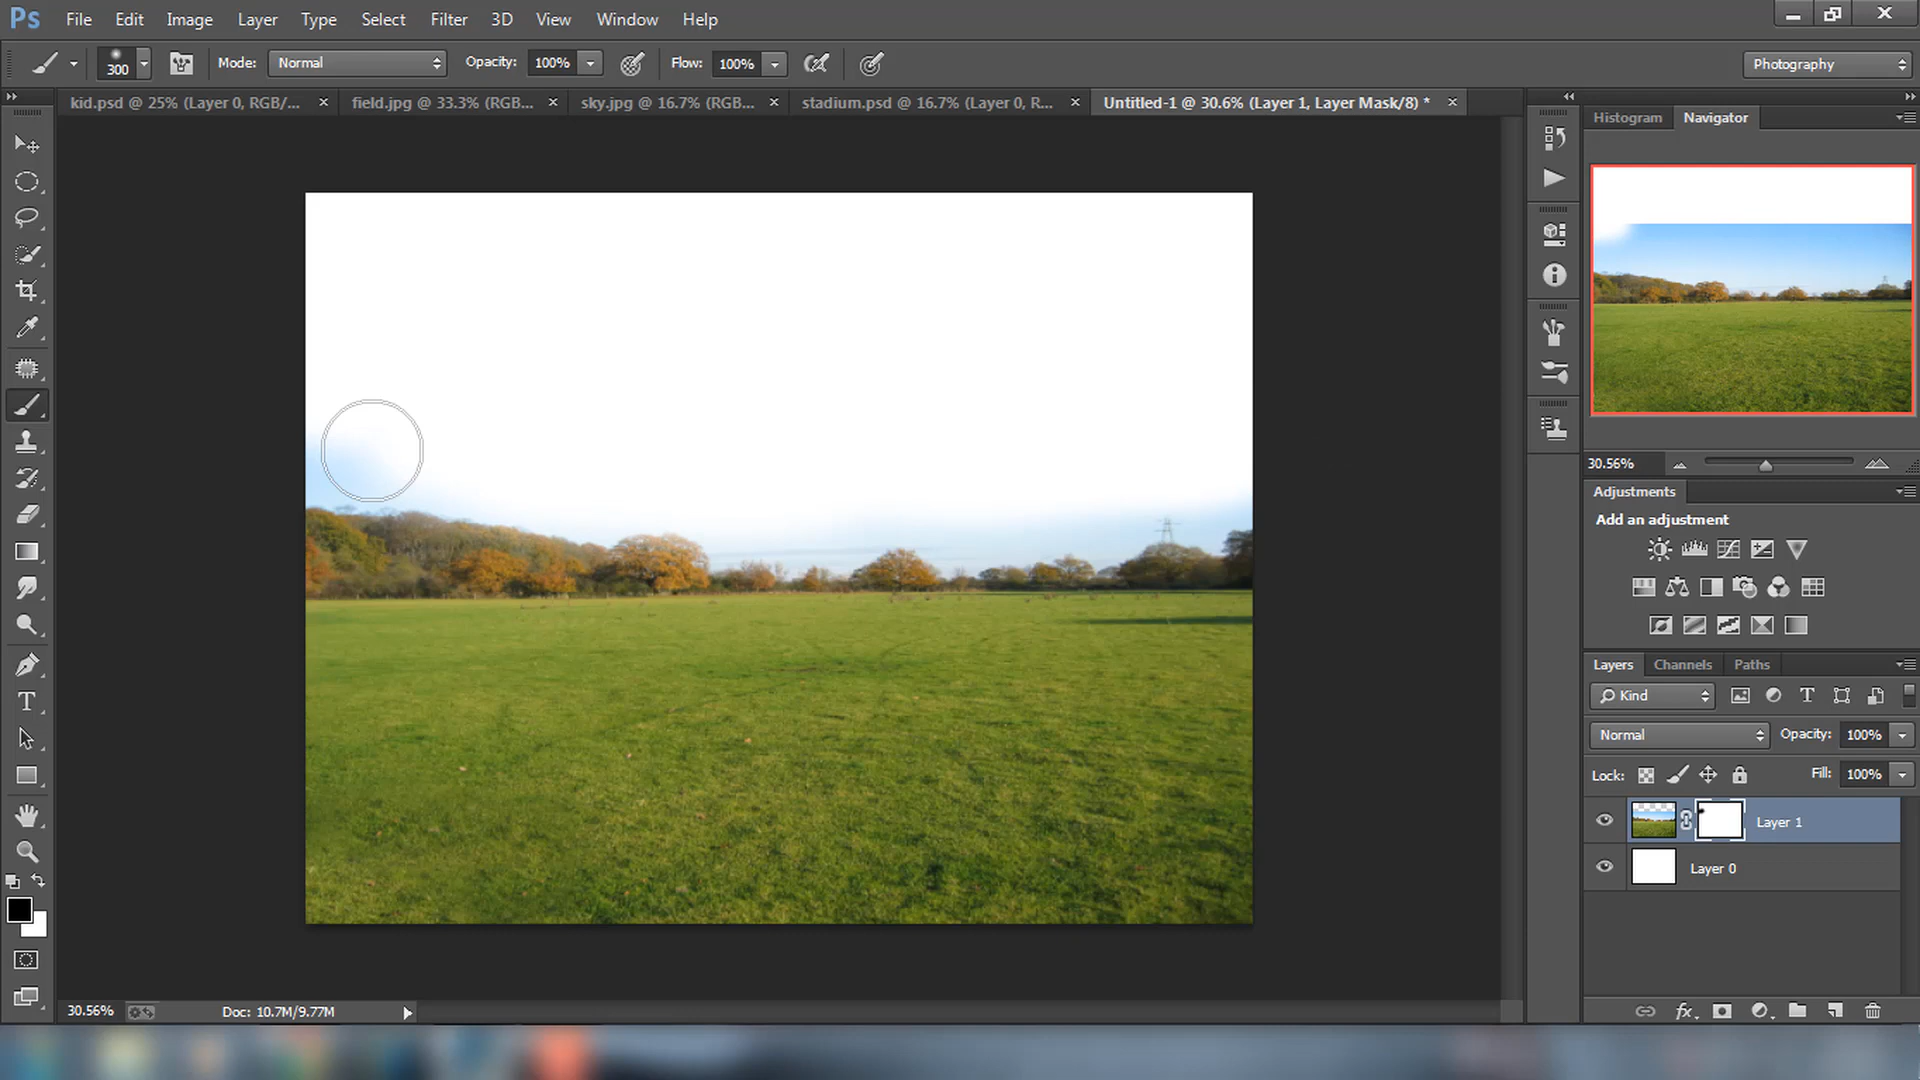 Ps File Edit Image Layer Type Select Filter 3D View Window Help
300 Mode: Normal Opacity: 100% Flow: 100% Photography
kid.psd @ 25% (Layer 0, RGB/... × field.jpg @ 33.3% (RGB... × sky.jpg @ 16.7% (RGB... × stadium.psd @ 16.7% (Layer 0, R... × Untitled-1 @ 30.6% (Layer 1, Layer Mask/8) * ×
Histogram Navigator
30.56%
Adjustments
Add an adjustment
Layers Channels Paths
Kind
Normal Opacity: 100%
Lock: Fill: 100%
Layer 1
Layer 0
30.56% Doc: 10.7M/9.77M
fx